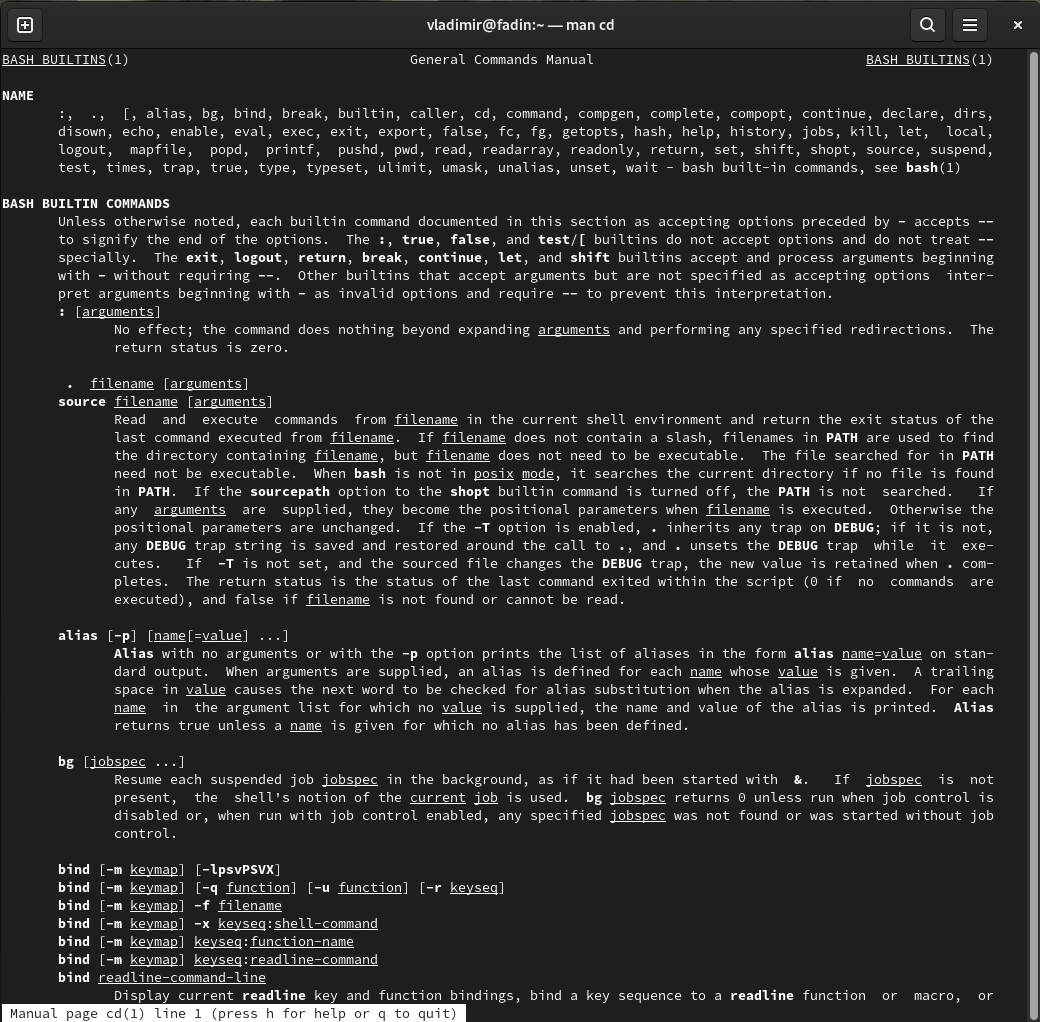 vladimir@fadin:~ — man cd
BASH BUILTINS(1) General Commands Manual BASH BUILTINS(1)
NAME
:, ., [, alias, bg, bind, break, builtin, caller, cd, command, compgen, complete, compopt, continue, declare, dirs,
disown, echo, enable, eval, exec, exit, export, false, fc, fg, getopts, hash, help, history, jobs, kill, let, local,
logout, mapfile, popd, printf, pushd, pwd, read, readarray, readonly, return, set, shift, shopt, source, suspend,
test, times, trap, true, type, typeset, ulimit, umask, unalias, unset, wait - bash built-in commands, see bash(1)
BASH BUILTIN COMMANDS
Unless otherwise noted, each builtin command documented in this section as accepting options preceded by - accepts --
to signify the end of the options. The :, true, false, and test/[ builtins do not accept options and do not treat --
specially. The exit, logout, return, break, continue, let, and shift builtins accept and process arguments beginning
with - without requiring --. Other builtins that accept arguments but are not specified as accepting options inter-
pret arguments beginning with - as invalid options and require -- to prevent this interpretation.
: [arguments]
No effect; the command does nothing beyond expanding arguments and performing any specified redirections. The
return status is zero.
. filename [arguments]
source filename [arguments]
Read and execute commands from filename in the current shell environment and return the exit status of the
last command executed from filename. If filename does not contain a slash, filenames in PATH are used to find
the directory containing filename, but filename does not need to be executable. The file searched for in PATH
need not be executable. When bash is not in posix mode, it searches the current directory if no file is found
in PATH. If the sourcepath option to the shopt builtin command is turned off, the PATH is not searched. If
any arguments are supplied, they become the positional parameters when filename is executed. Otherwise the
positional parameters are unchanged. If the -T option is enabled, . inherits any trap on DEBUG; if it is not,
any DEBUG trap string is saved and restored around the call to ., and . unsets the DEBUG trap while it exe-
cutes. If -T is not set, and the sourced file changes the DEBUG trap, the new value is retained when . com-
pletes. The return status is the status of the last command exited within the script (0 if no commands are
executed), and false if filename is not found or cannot be read.
alias [-p] [name[=value] ...]
Alias with no arguments or with the -p option prints the list of aliases in the form alias name=value on stan-
dard output. When arguments are supplied, an alias is defined for each name whose value is given. A trailing
space in value causes the next word to be checked for alias substitution when the alias is expanded. For each
name in the argument list for which no value is supplied, the name and value of the alias is printed. Alias
returns true unless a name is given for which no alias has been defined.
bg [jobspec ...]
Resume each suspended job jobspec in the background, as if it had been started with &. If jobspec is not
present, the shell's notion of the current job is used. bg jobspec returns 0 unless run when job control is
disabled or, when run with job control enabled, any specified jobspec was not found or was started without job
control.
bind [-m keymap] [-lpsvPSVX]
bind [-m keymap] [-q function] [-u function] [-r keyseq]
bind [-m keymap] -f filename
bind [-m keymap] -x keyseq:shell-command
bind [-m keymap] keyseq:function-name
bind [-m keymap] keyseq:readline-command
bind readline-command-line
Display current readline key and function bindings, bind a key sequence to a readline function or macro, or
Manual page cd(1) line 1 (press h for help or q to quit)